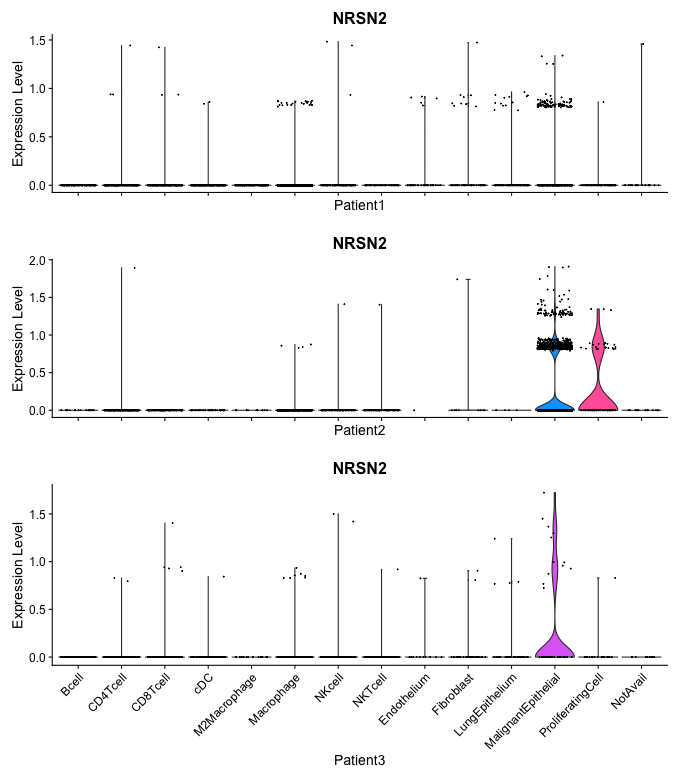 NRSN2
Expression Level
1.5
1.0
0.5
0.0
Patient1
NRSN2
Expression Level
2.0
1.5
1.0
0.5
0.0
Patient2
NRSN2
Expression Level
1.5
1.0
0.5
0.0
Bcell
CD4Tcell
CD8Tcell
cDC
M2Macrophage
Macrophage
NKcell
NKTcell
Endothelium
Fibroblast
LungEpithelium
MalignantEpithelial
ProliferatingCell
NotAvail
Patient3